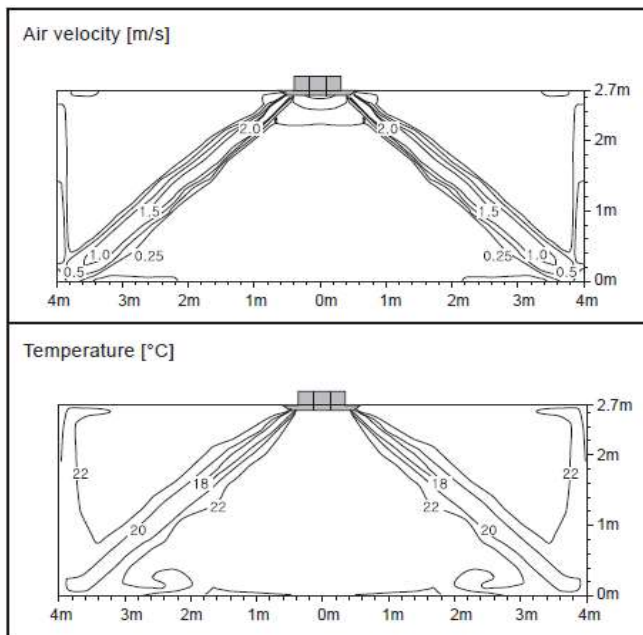 Air velocity [m/s]
2.7m
2.0 2.0
2m
1.5 1.5
1m
1.0 0.25 0.25 1.0
0.5 0.5
0m
4m 3m 2m 1m 0m 1m 2m 3m 4m
Temperature [°C]
2.7m
2m
22 22
18 18
22 22
1m
20 20
0m
4m 3m 2m 1m 0m 1m 2m 3m 4m